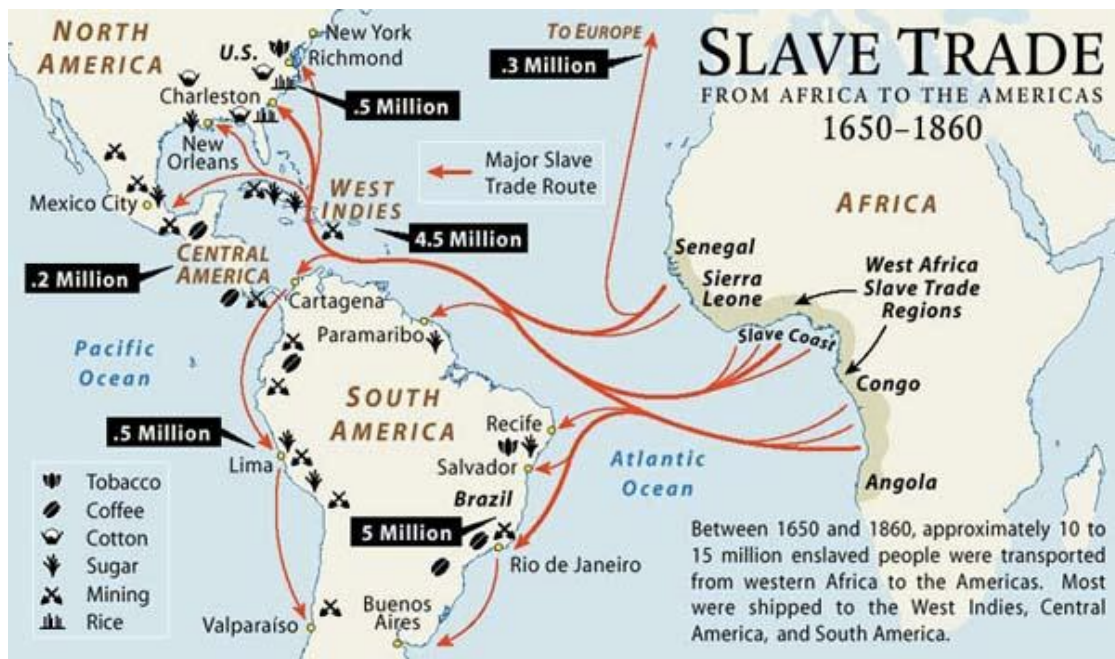 SLAVE TRADE
FROM AFRICA TO THE AMERICAS
1650–1860
NORTH
AMERICA
U.S.
New York
Richmond
Charleston
.5 Million
New
Orleans
Mexico City
WEST
INDIES
4.5 Million
CENTRAL
AMERICA
.2 Million
TO EUROPE
.3 Million
Major Slave
Trade Route
AFRICA
Senegal
Sierra
Leone
West Africa
Slave Trade
Regions
Slave Coast
Congo
Angola
Cartagena
Paramaribo
Pacific
Ocean
SOUTH
AMERICA
Recife
Salvador
Brazil
5 Million
Rio de Janeiro
Atlantic
Ocean
.5 Million
Lima
Valparaíso
Buenos
Aires
Tobacco
Coffee
Cotton
Sugar
Mining
Rice
Between 1650 and 1860, approximately 10 to
15 million enslaved people were transported
from western Africa to the Americas. Most
were shipped to the West Indies, Central
America, and South America.